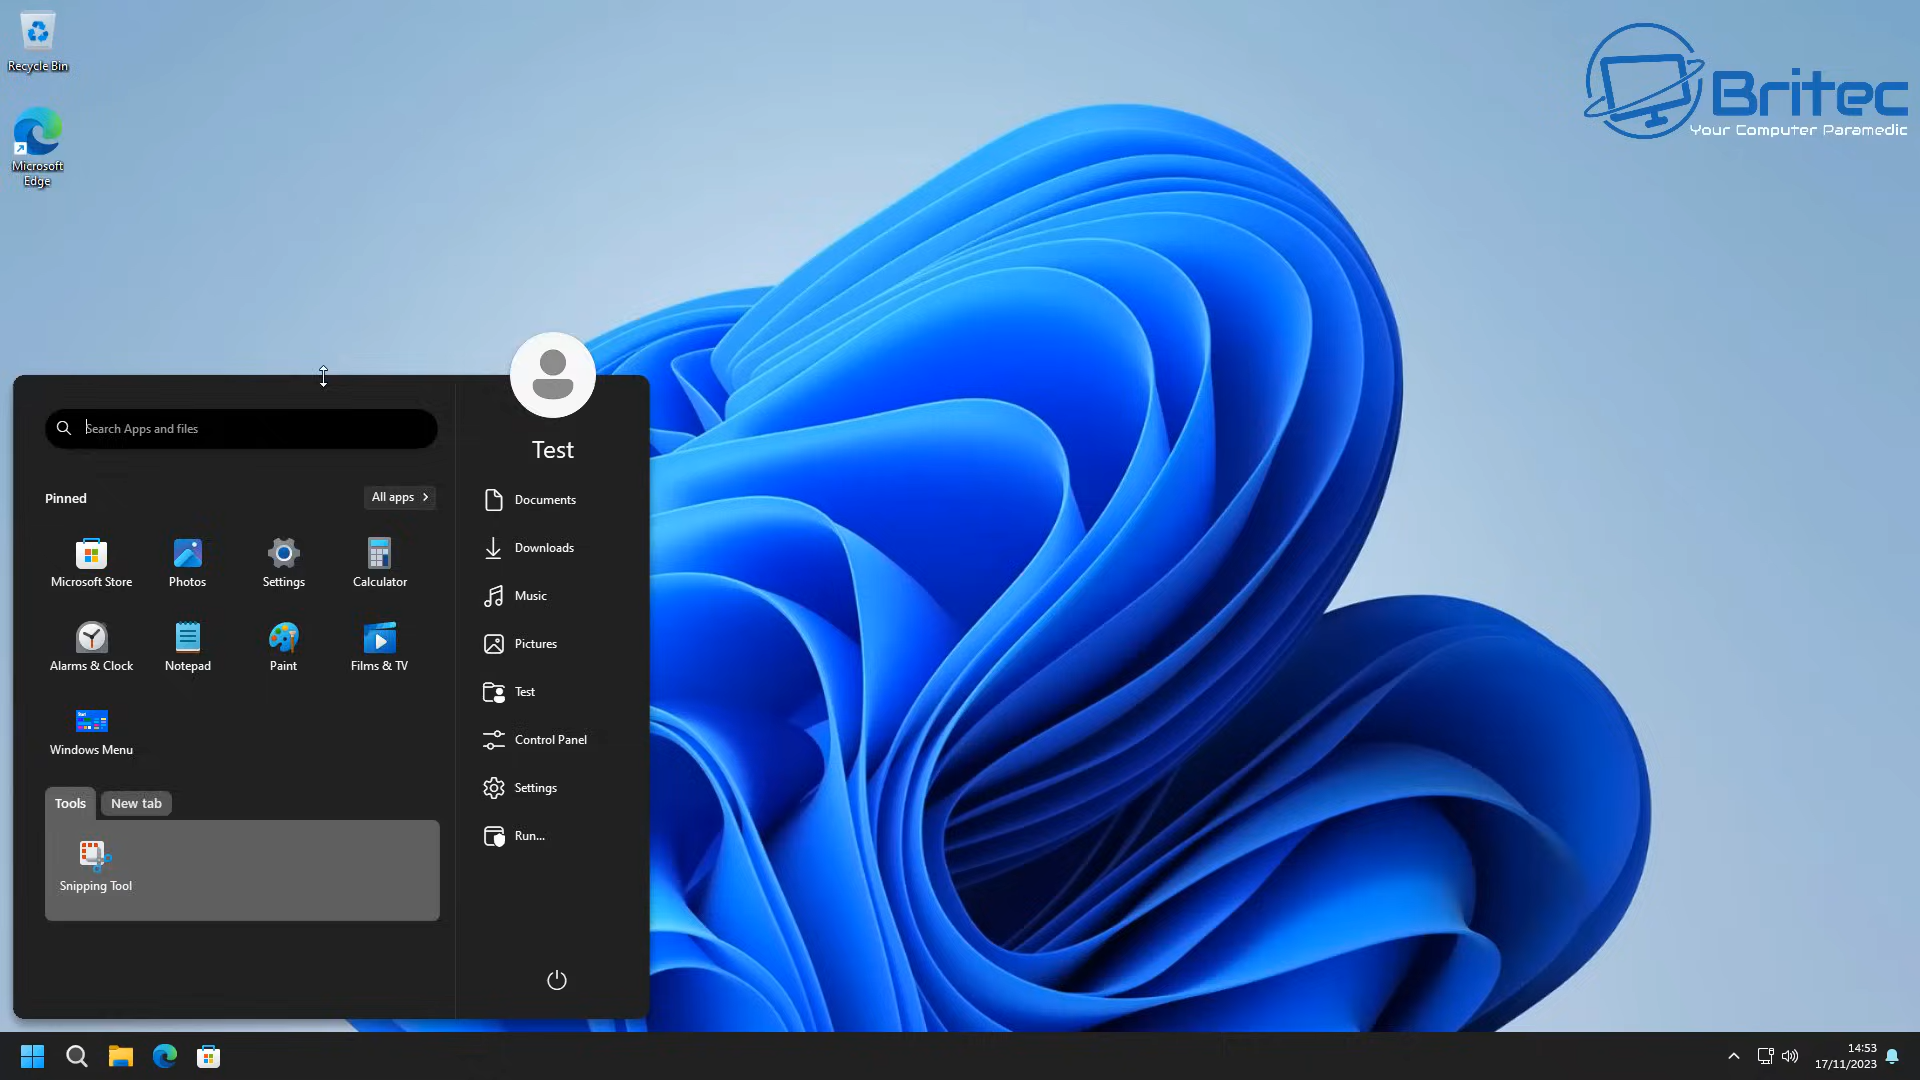 Recycle Bin
Microsoft
Edge
Britec
Your Computer Paramedic
Search Apps and files
Pinned
All apps
Microsoft Store
Photos
Settings
Calculator
Alarms & Clock
Notepad
Paint
Films & TV
Windows Menu
Tools
New tab
Snipping Tool
Test
Documents
Downloads
Music
Pictures
Test
Control Panel
Settings
Run...
14:53
17/11/2023